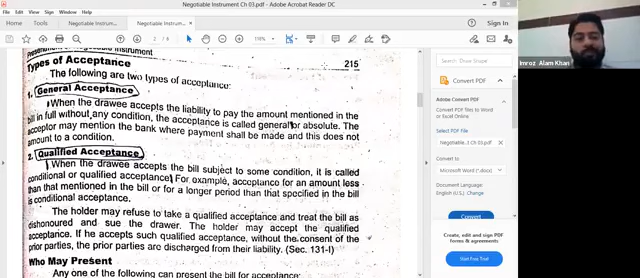 Negotiable Instrument Ch 03.pdf - Adobe Acrobat Reader DC
Home
Tools
Negotiable Instrum...
Negotiable Instrum... ×
Sign In
118%
Types of Acceptance
215
The following are two types of acceptance:
1. General Acceptance
When the drawee accepts the liability to pay the amount mentioned in the
bill in full without any condition, the acceptance is called general or absolute. The
acceptor may mention the bank where payment shall be made and this does not
amount to a condition.
2. Qualified Acceptance
When the drawee accepts the bill subject to some condition, it is called
conditional or qualified acceptance. For example, acceptance for an amount less
than that mentioned in the bill or for a longer period than that specified in the bill
is conditional acceptance.
The holder may refuse to take a qualified acceptance and treat the bill as
dishonoured and sue the drawer. The holder may accept the qualified
acceptance. If he accepts such qualified acceptance, without the consent of the
prior parties, the prior parties are discharged from their liability. (Sec. 131-I)
Who May Present
Any one of the following can present the bill for acceptance:
Convert PDF
Adobe Convert PDF
Convert PDF Files to Word
or Excel Online
Select PDF File
Negotiable...t Ch 03.pdf ×
Convert to
Microsoft Word (*.docx)
Document Language:
English (U.S.) Change
Convert
Create, edit and sign PDF
forms & agreements
Start Free Trial
Imroz Alam Khan